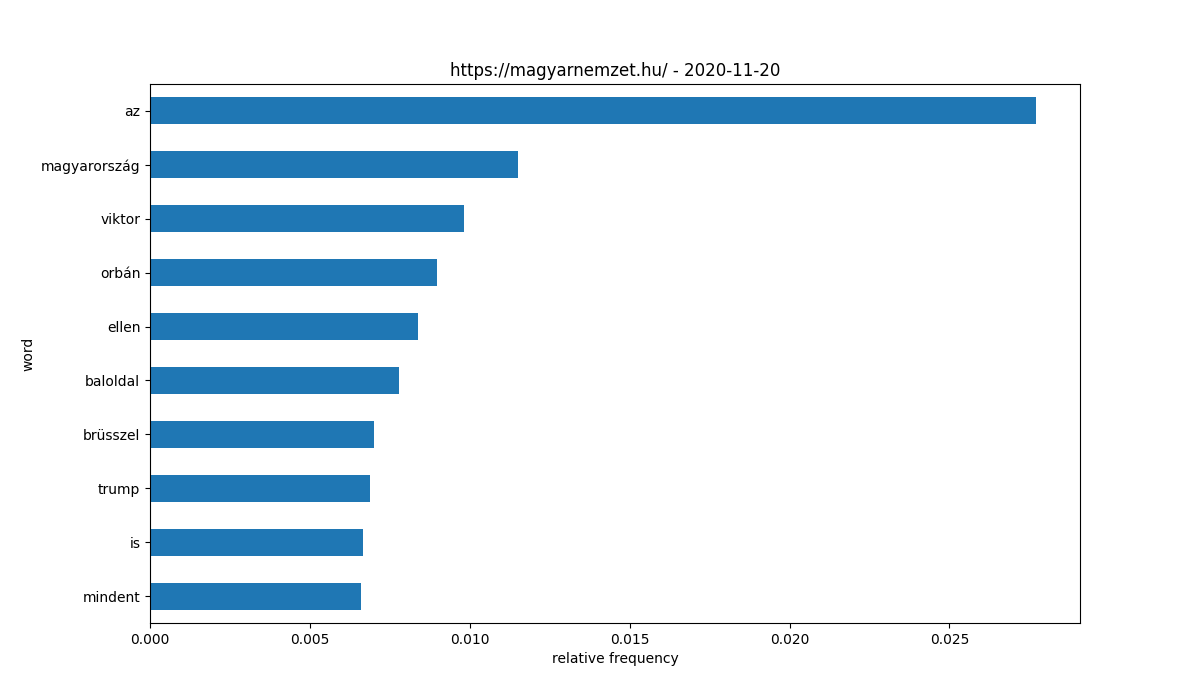 https://magyarnemzet.hu/ - 2020-11-20
az
magyarország
viktor
orbán
ellen
baloldal
brüsszel
trump
is
mindent
word
0.000 0.005 0.010 0.015 0.020 0.025
relative frequency